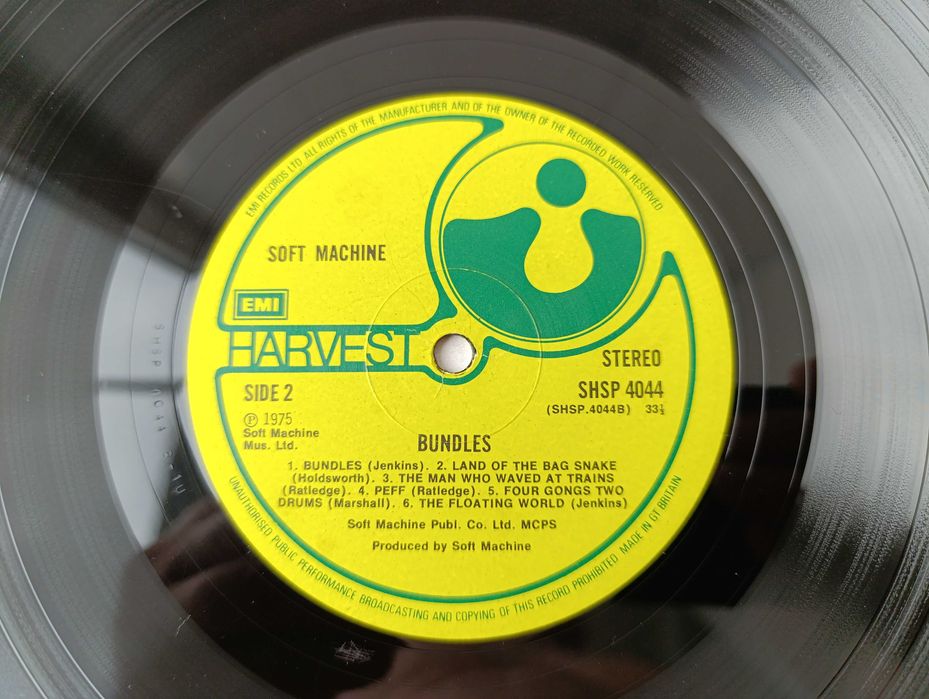 EMI RECORDS LTD. ALL RIGHTS OF THE MANUFACTURER AND OF THE OWNER OF THE RECORDED WORK RESERVED
SOFT MACHINE
EMI
HARVEST
STEREO
SIDE 2
SHSP 4044
(SHSP.4044B) 33⅓
Ⓟ 1975
Soft Machine
Mus. Ltd.
BUNDLES
1. BUNDLES (Jenkins). 2. LAND OF THE BAG SNAKE
(Holdsworth). 3. THE MAN WHO WAVED AT TRAINS
(Ratledge). 4. PEFF (Ratledge). 5. FOUR GONGS TWO
DRUMS (Marshall). 6. THE FLOATING WORLD (Jenkins)
Soft Machine Publ. Co. Ltd. MCPS
Produced by Soft Machine
UNAUTHORISED PUBLIC PERFORMANCE BROADCASTING AND COPYING OF THIS RECORD PROHIBITED MADE IN GT BRITAIN